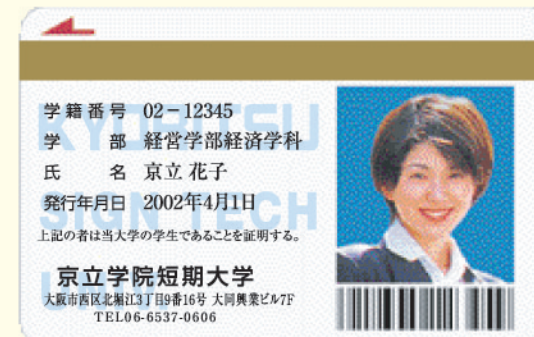 学籍番号 02-12345
学 部 経営学部経済学科
氏 名 京立 花子
発行年月日 2002年4月1日
上記の者は当大学の学生であることを証明する。
京立学院短期大学
大阪市西区北堀江3丁目9番16号 大同興業ビル7F
TEL06-6537-0606
KYORITSU
SIGN TECH